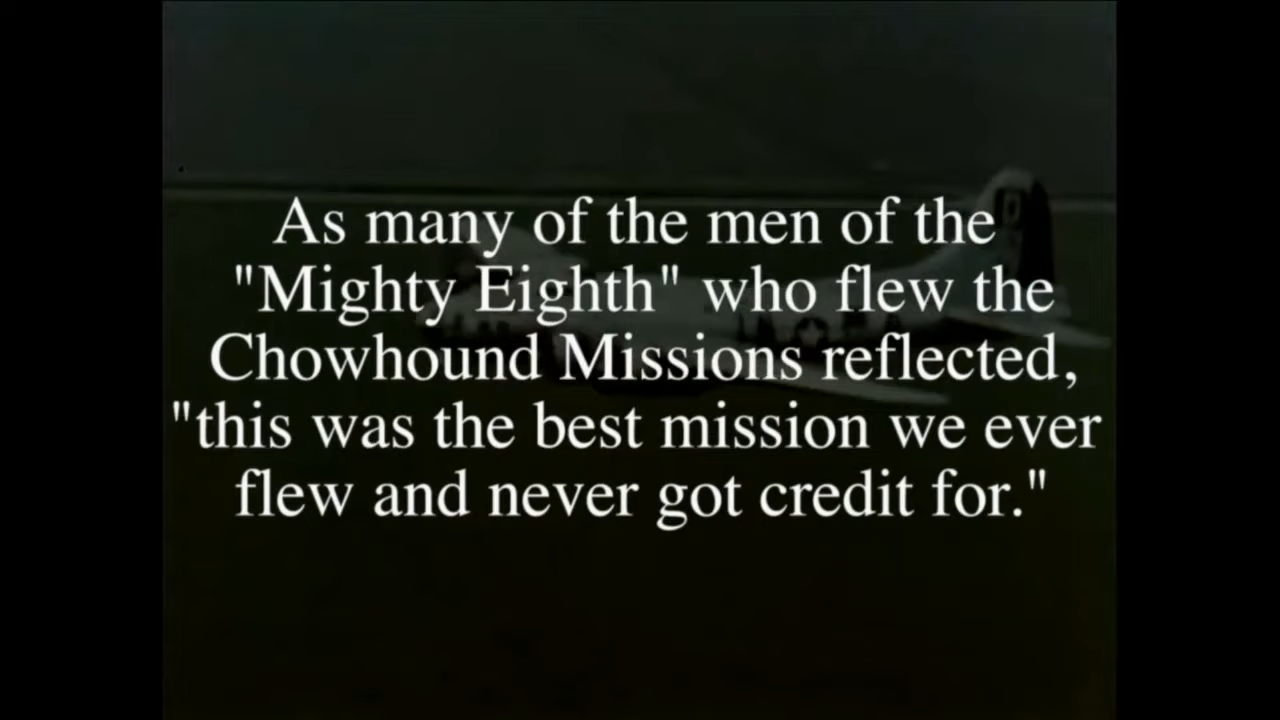 As many of the men of the
"Mighty Eighth" who flew the
Chowhound Missions reflected,
"this was the best mission we ever
flew and never got credit for."